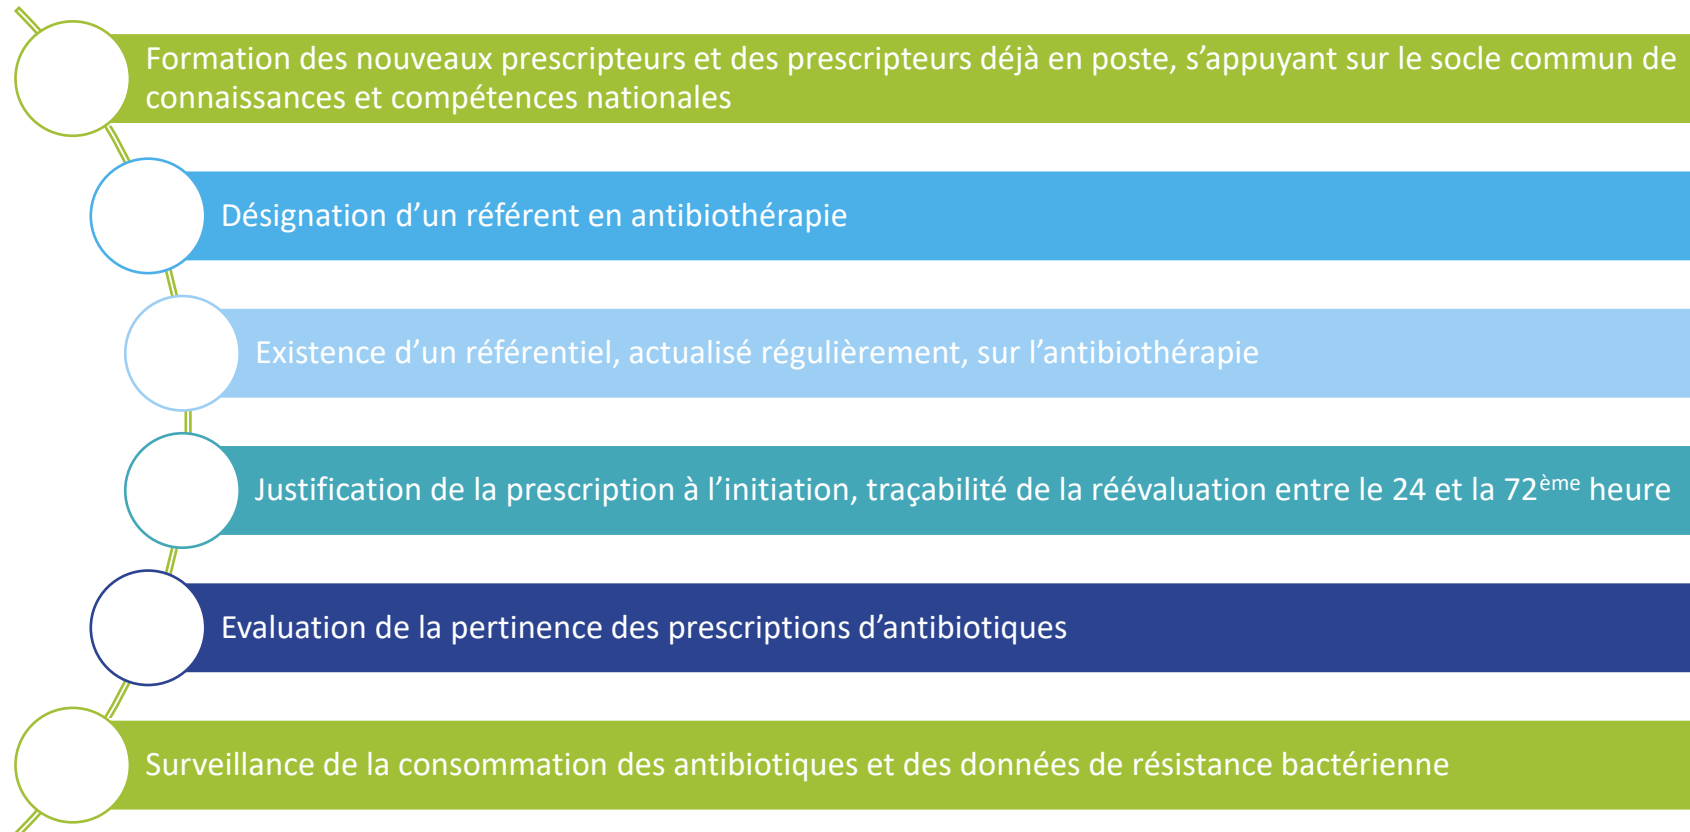 Formation des nouveaux prescripteurs et des prescripteurs déjà en poste, s’appuyant sur le socle commun de
connaissances et compétences nationales
Désignation d’un référent en antibiothérapie
Existence d’un référentiel, actualisé régulièrement, sur l’antibiothérapie
Justification de la prescription à l’initiation, traçabilité de la réévaluation entre le 24 et la 72ème heure
Evaluation de la pertinence des prescriptions d’antibiotiques
Surveillance de la consommation des antibiotiques et des données de résistance bactérienne